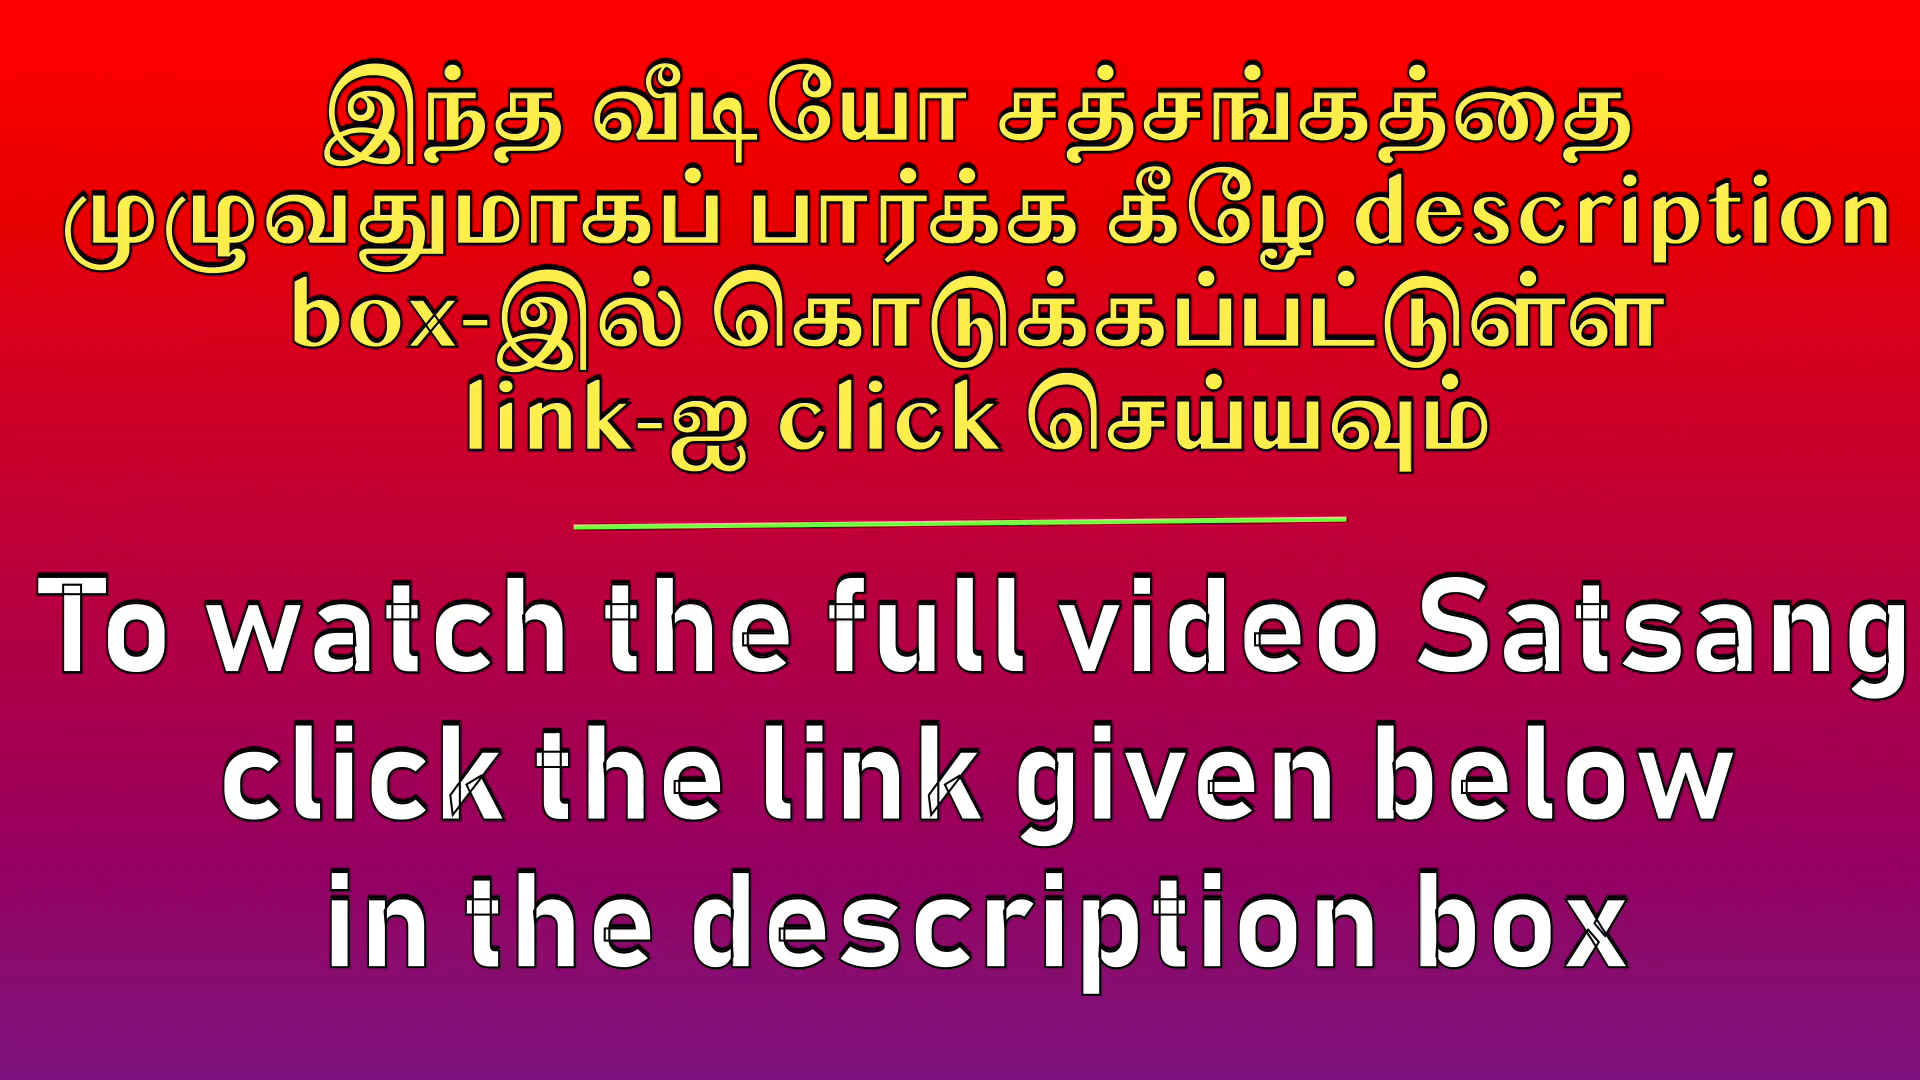 இந்த வீடியோ சத்சங்கத்தை
முழுவதுமாகப் பார்க்க கீழே description
box-இல் கொடுக்கப்பட்டுள்ள
link-ஐ click செய்யவும்
To watch the full video Satsang
click the link given below
in the description box